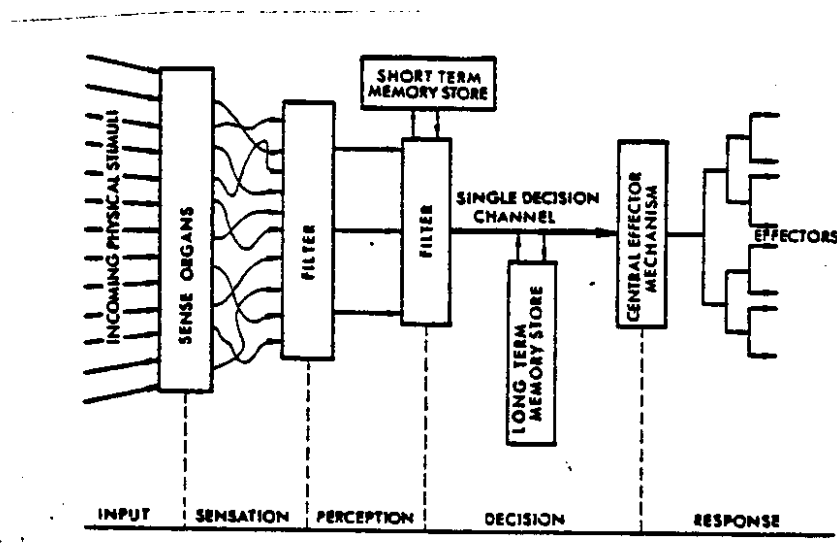 SHORT TERM
MEMORY STORE
INCOMING PHYSICAL STIMULI
SENSE ORGANS
FILTER
FILTER
SINGLE DECISION
CHANNEL
LONG TERM
MEMORY STORE
CENTRAL EFFECTOR
MECHANISM
EFFECTORS
INPUT
SENSATION
PERCEPTION
DECISION
RESPONSE